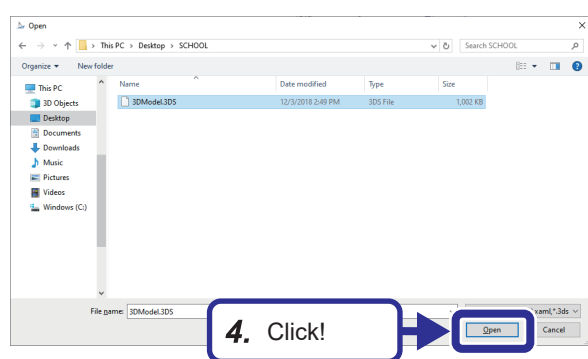 Open
This PC > Desktop > SCHOOL
Search SCHOOL
Organize
New folder
Name
Date modified
Type
Size
This PC
3D Objects
Desktop
Documents
Downloads
Music
Pictures
Videos
Windows (C:)
3DModel.3DS
12/3/2018 2:49 PM
3DS File
1,002 KB
File name:
3DModel.3DS
xaml,*.3ds
4. Click!
Open
Cancel